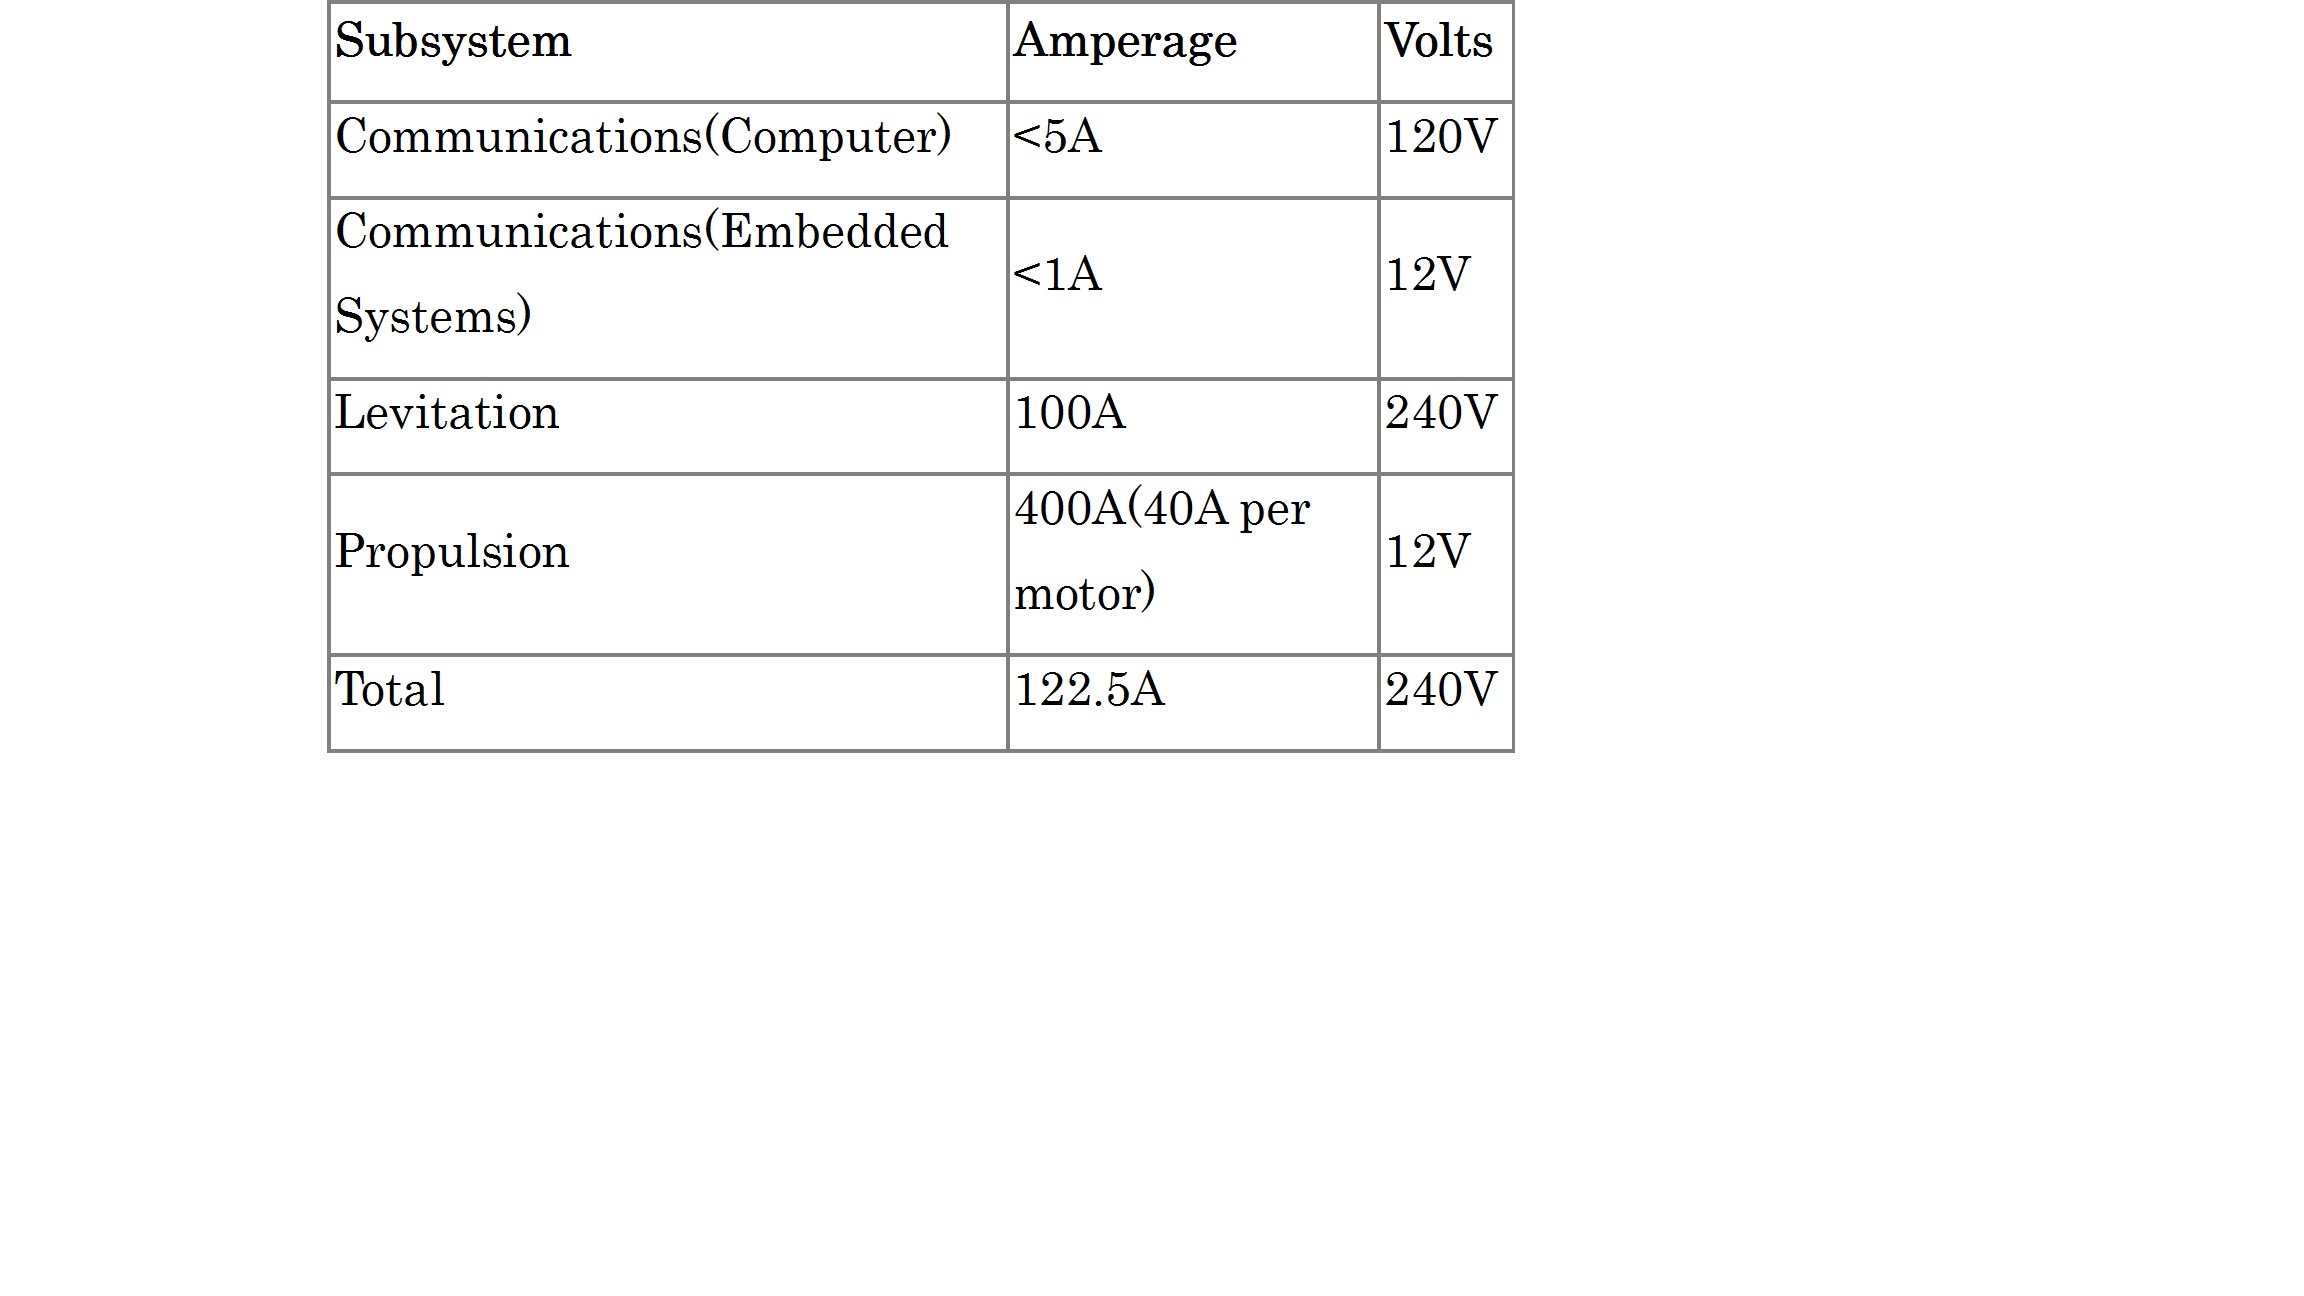 Subsystem Amperage Volts
Communications(Computer) <5A 120V
Communications(Embedded
Systems) <1A 12V
Levitation 100A 240V
Propulsion 400A(40A per
motor) 12V
Total 122.5A 240V